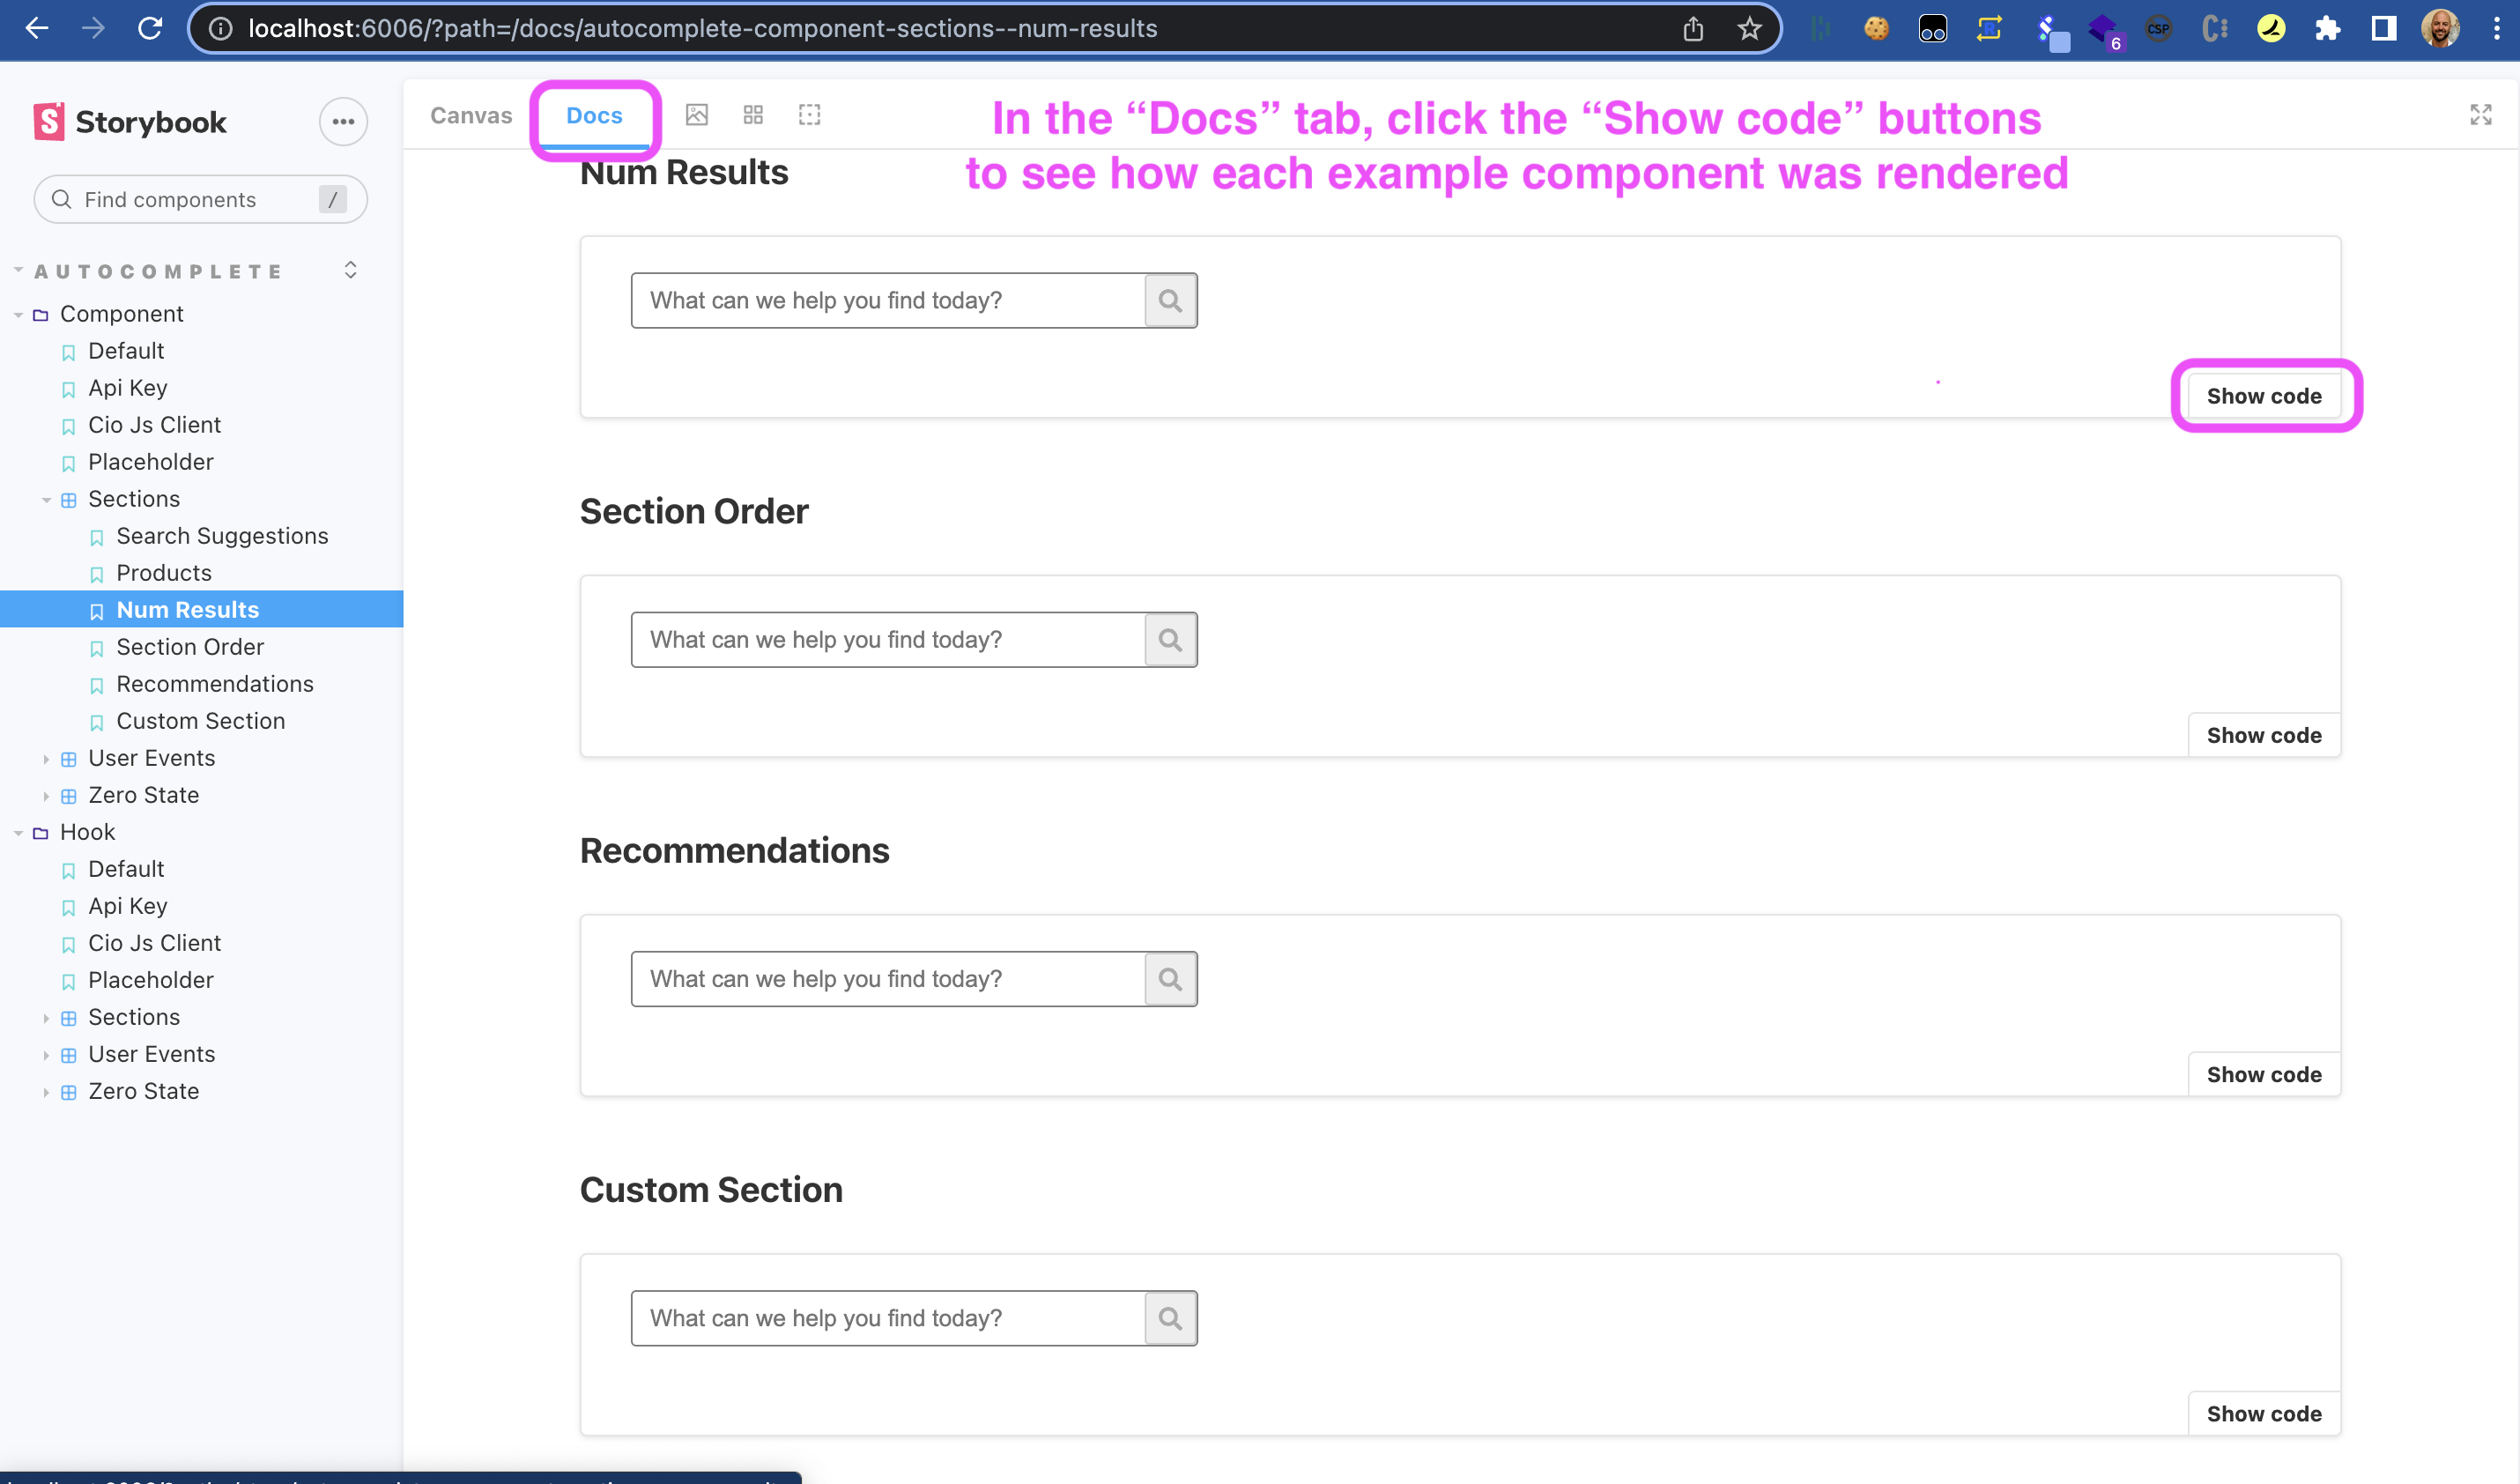 localhost:6006/?path=/docs/autocomplete-component-sections--num-results
6
CSP
Storybook
Find components
/
AUTOCOMPLETE
Component
Default
Api Key
Cio Js Client
Placeholder
Sections
Search Suggestions
Products
Num Results
Section Order
Recommendations
Custom Section
User Events
Zero State
Hook
Default
Api Key
Cio Js Client
Placeholder
Sections
User Events
Zero State
Canvas
Docs
In the “Docs” tab, click the “Show code” buttons
to see how each example component was rendered
Num Results
What can we help you find today?
Show code
Section Order
What can we help you find today?
Show code
Recommendations
What can we help you find today?
Show code
Custom Section
What can we help you find today?
Show code